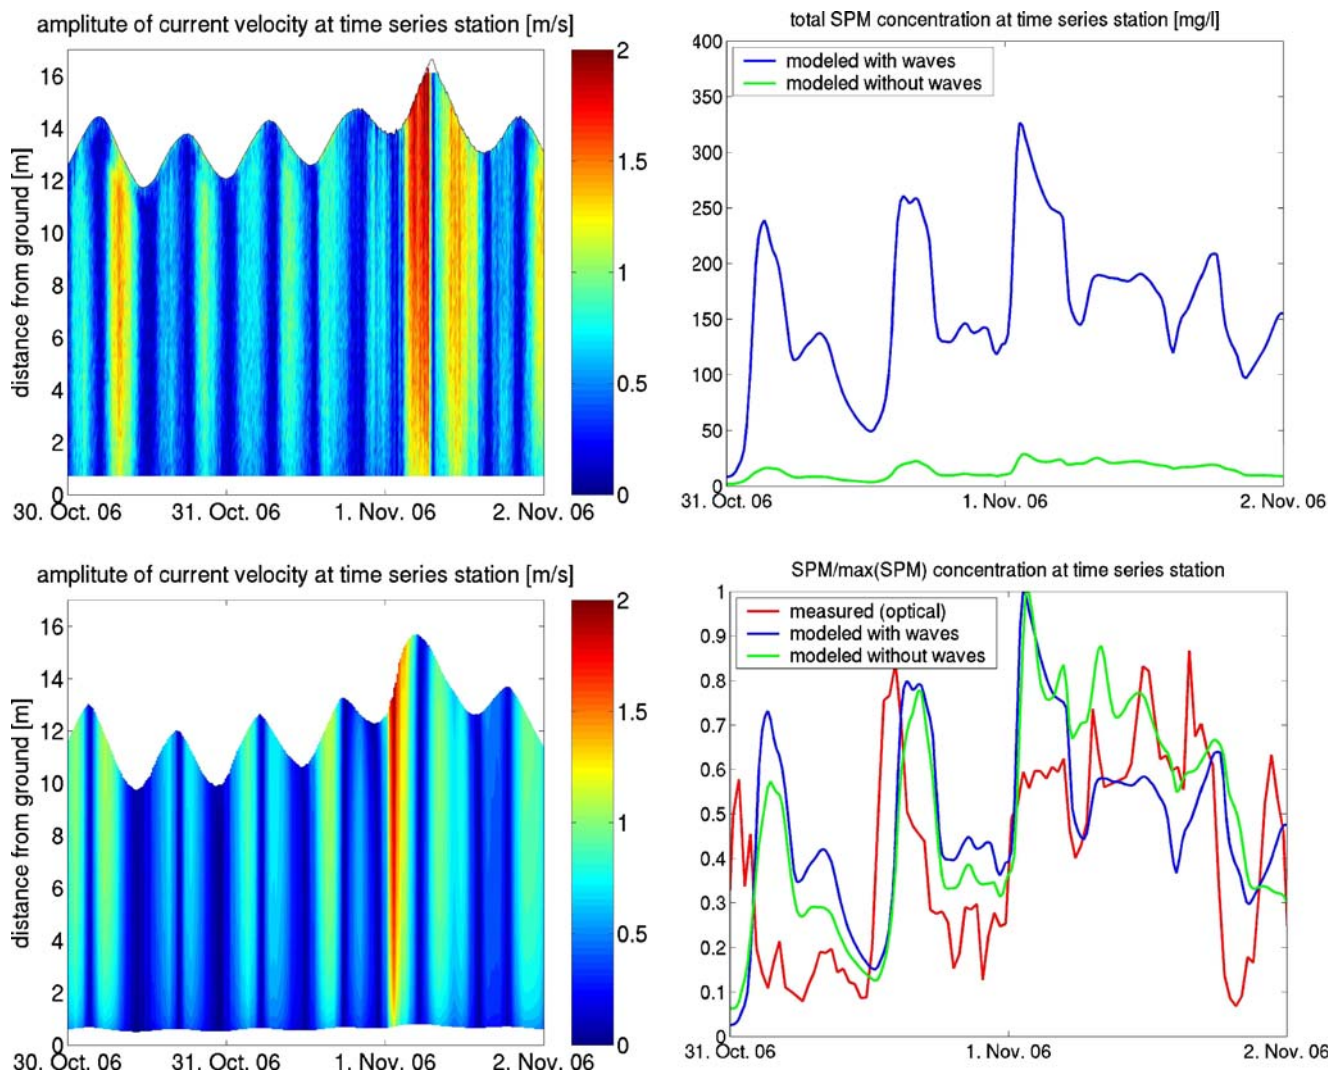 amplitute of current velocity at time series station [m/s]
16
14
12
10
8
6
4
2
0
distance from ground [m]
30. Oct. 06
31. Oct. 06
1. Nov. 06
2. Nov. 06
2
1.5
1
0.5
0
total SPM concentration at time series station [mg/l]
400
350
300
250
200
150
100
50
0
modeled with waves
modeled without waves
31. Oct. 06
1. Nov. 06
2. Nov. 06
amplitute of current velocity at time series station [m/s]
16
14
12
10
8
6
4
2
0
distance from ground [m]
30. Oct. 06
31. Oct. 06
1. Nov. 06
2. Nov. 06
2
1.5
1
0.5
0
SPM/max(SPM) concentration at time series station
1
0.9
0.8
0.7
0.6
0.5
0.4
0.3
0.2
0.1
0
measured (optical)
modeled with waves
modeled without waves
31. Oct. 06
1. Nov. 06
2. Nov. 06